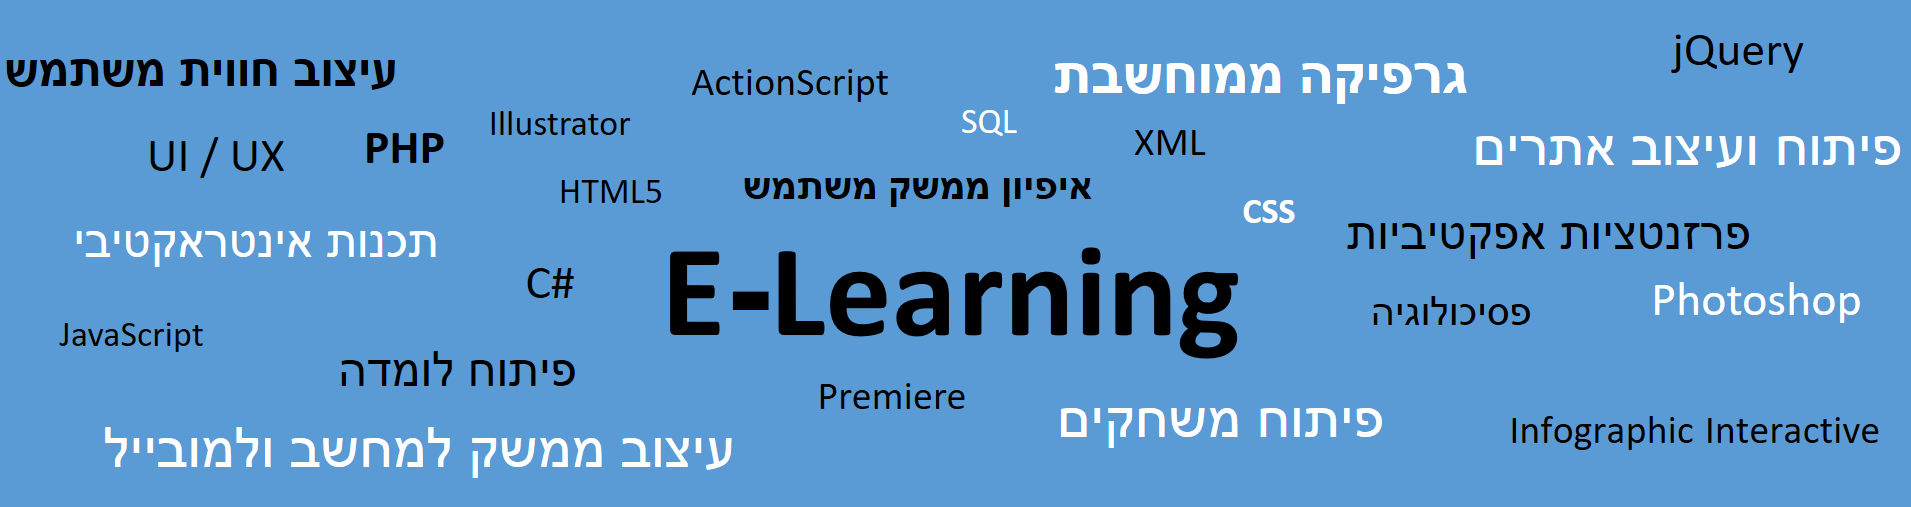 jQuery
עיצוב חווית משתמש
ActionScript
גרפיקה ממוחשבת
Illustrator
SQL
UI / UX
PHP
XML
פיתוח ועיצוב אתרים
HTML5
איפיון ממשק משתמש
CSS
תכנות אינטראקטיבי
פרזנטציות אפקטיביות
C#
E-Learning
פסיכולוגיה
Photoshop
JavaScript
פיתוח לומדה
Premiere
פיתוח משחקים
Infographic Interactive
עיצוב ממשק למחשב ולמובייל